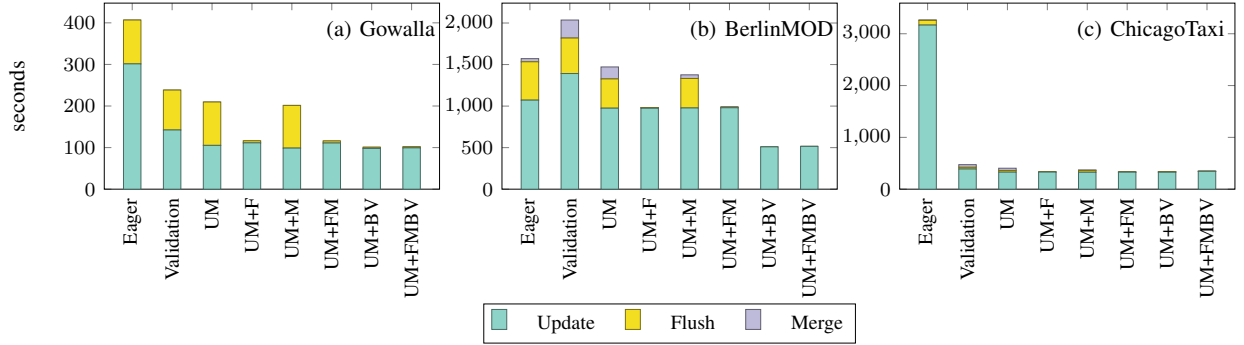 seconds
(a) Gowalla
400
300
200
100
0
Eager
Validation
UM
UM+F
UM+M
UM+FM
UM+BV
UM+FMBV
(b) BerlinMOD
2,000
1,500
1,000
500
0
Eager
Validation
UM
UM+F
UM+M
UM+FM
UM+BV
UM+FMBV
(c) ChicagoTaxi
3,000
2,000
1,000
0
Eager
Validation
UM
UM+F
UM+M
UM+FM
UM+BV
UM+FMBV
Update Flush Merge